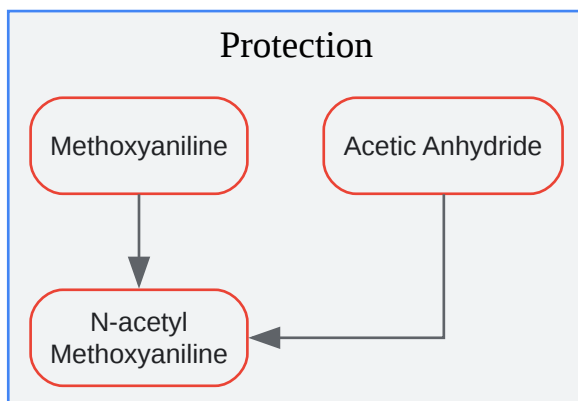 Protection
Methoxyaniline
Acetic Anhydride
N-acetyl
Methoxyaniline